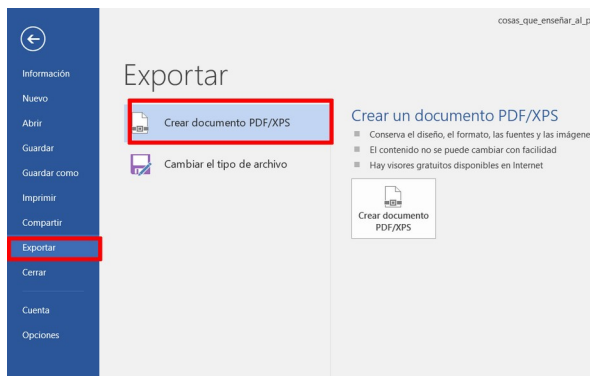 cosas_que_enseñar_al_p
Información
Nuevo
Abrir
Guardar
Guardar como
Imprimir
Compartir
Exportar
Cerrar
Cuenta
Opciones
Exportar
Crear documento PDF/XPS
Cambiar el tipo de archivo
Crear un documento PDF/XPS
Conserva el diseño, el formato, las fuentes y las imágene
El contenido no se puede cambiar con facilidad
Hay visores gratuitos disponibles en Internet
Crear documento
PDF/XPS